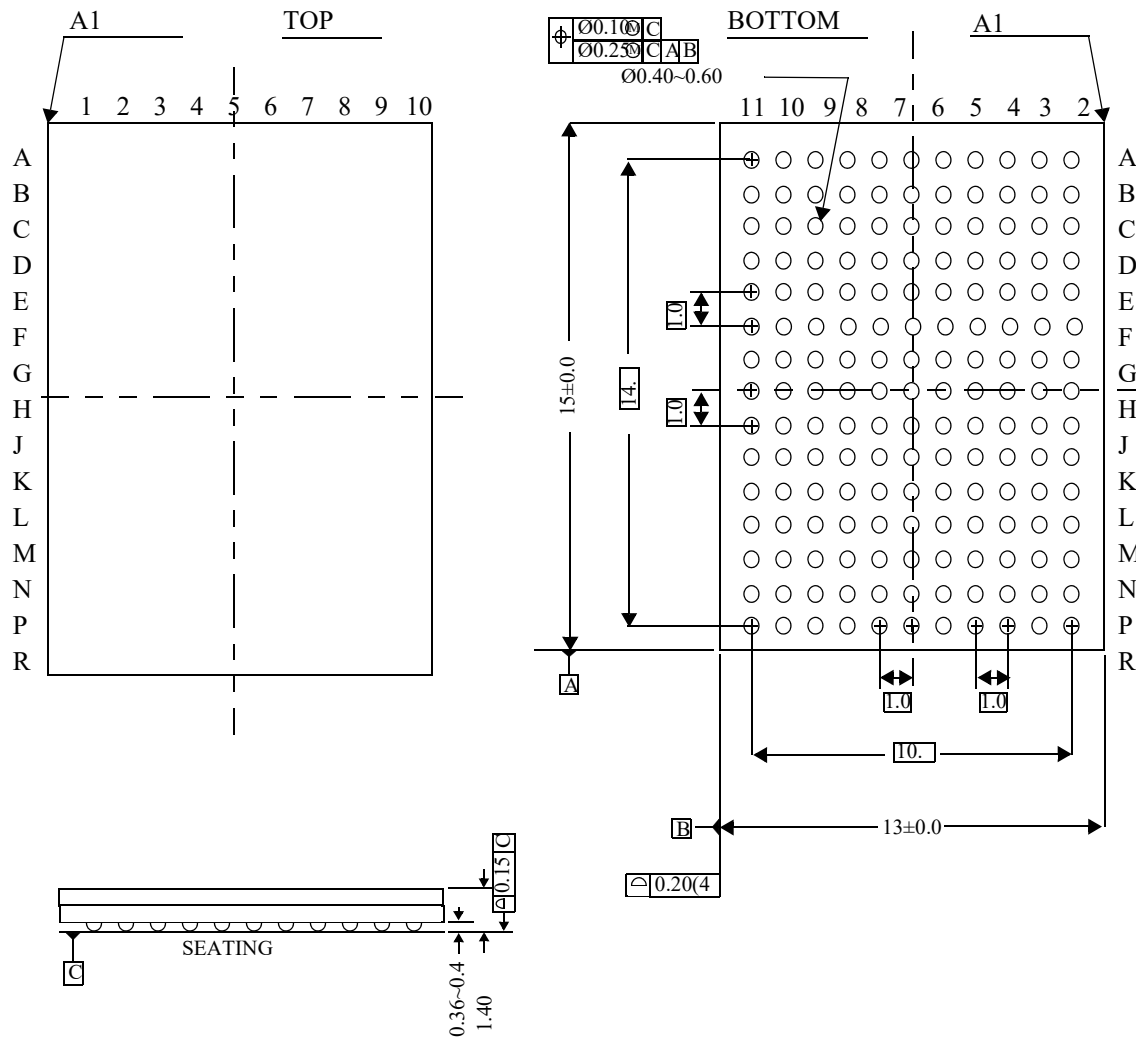 A1
TOP
1 2 3 4 5 6 7 8 9 10
A
B
C
D
E
F
G
H
J
K
L
M
N
P
R
Ø0.10Ⓜ C
Ø0.25Ⓜ C A B
Ø0.40~0.60
BOTTOM
A1
11 10 9 8 7 6 5 4 3 2
A
B
C
D
E
F
G
H
J
K
L
M
N
P
R
1.0
1.0
14.
15±0.0
A
1.0
1.0
10.
B
13±0.0
0.20(4
0.15 C
SEATING
C
0.36~0.4
1.40